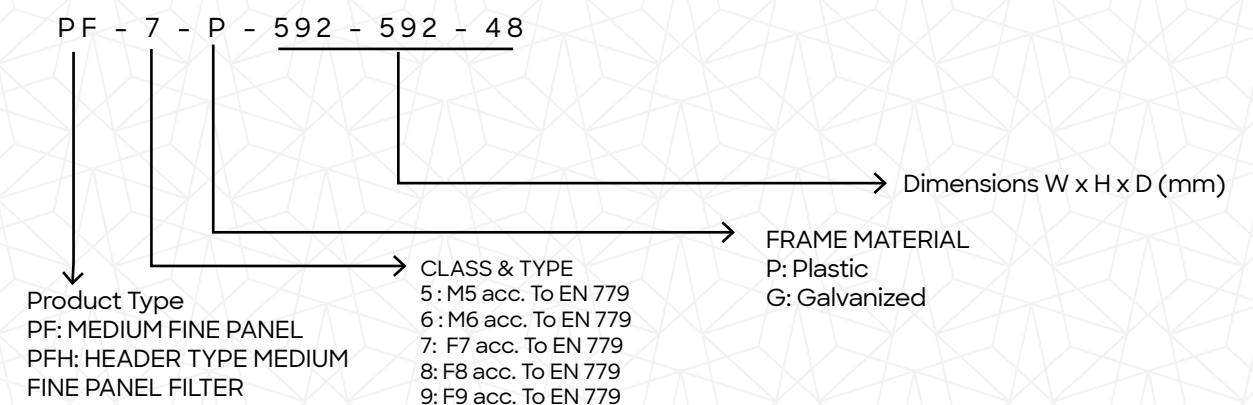 PF - 7 - P - 592 - 592 - 48
Dimensions W x H x D (mm)
FRAME MATERIAL
P: Plastic
G: Galvanized
CLASS & TYPE
5 : M5 acc. To EN 779
6 : M6 acc. To EN 779
7: F7 acc. To EN 779
8: F8 acc. To EN 779
9: F9 acc. To EN 779
Product Type
PF: MEDIUM FINE PANEL
PFH: HEADER TYPE MEDIUM
FINE PANEL FILTER